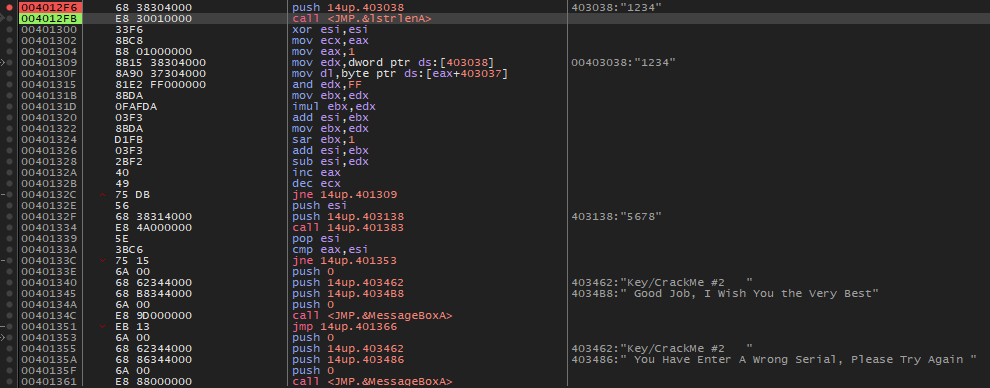 004012F6 68 38304000 push 14up.403038 403038:"1234"
004012FB E8 30010000 call <JMP.&lstrlenA>
00401300 33F6 xor esi,esi
00401302 8BC8 mov ecx,eax
00401304 B8 01000000 mov eax,1
00401309 8B15 38304000 mov edx,dword ptr ds:[403038] 00403038:"1234"
0040130F 8A90 37304000 mov dl,byte ptr ds:[eax+403037]
00401315 81E2 FF000000 and edx,FF
0040131B 8BDA mov ebx,edx
0040131D 0FAFDA imul ebx,edx
00401320 03F3 add esi,ebx
00401322 8BDA mov ebx,edx
00401324 D1FB sar ebx,1
00401326 03F3 add esi,ebx
00401328 2BF2 sub esi,edx
0040132A 40 inc eax
0040132B 49 dec ecx
0040132C 75 DB jne 14up.401309
0040132E 56 push esi
0040132F 68 38314000 push 14up.403138 403138:"5678"
00401334 E8 4A000000 call 14up.401383
00401339 5E pop esi
0040133A 3BC6 cmp eax,esi
0040133C 75 15 jne 14up.401353
0040133E 6A 00 push 0
00401340 68 62344000 push 14up.403462 403462:"Key/CrackMe #2   "
00401345 68 B8344000 push 14up.4034B8 4034B8:" Good Job, I Wish You the Very Best"
0040134A 6A 00 push 0
0040134C E8 9D000000 call <JMP.&MessageBoxA>
00401351 EB 13 jmp 14up.401366
00401353 6A 00 push 0
00401355 68 62344000 push 14up.403462 403462:"Key/CrackMe #2   "
0040135A 68 86344000 push 14up.403486 403486:" You Have Enter A Wrong Serial, Please Try Again "
0040135F 6A 00 push 0
00401361 E8 88000000 call <JMP.&MessageBoxA>